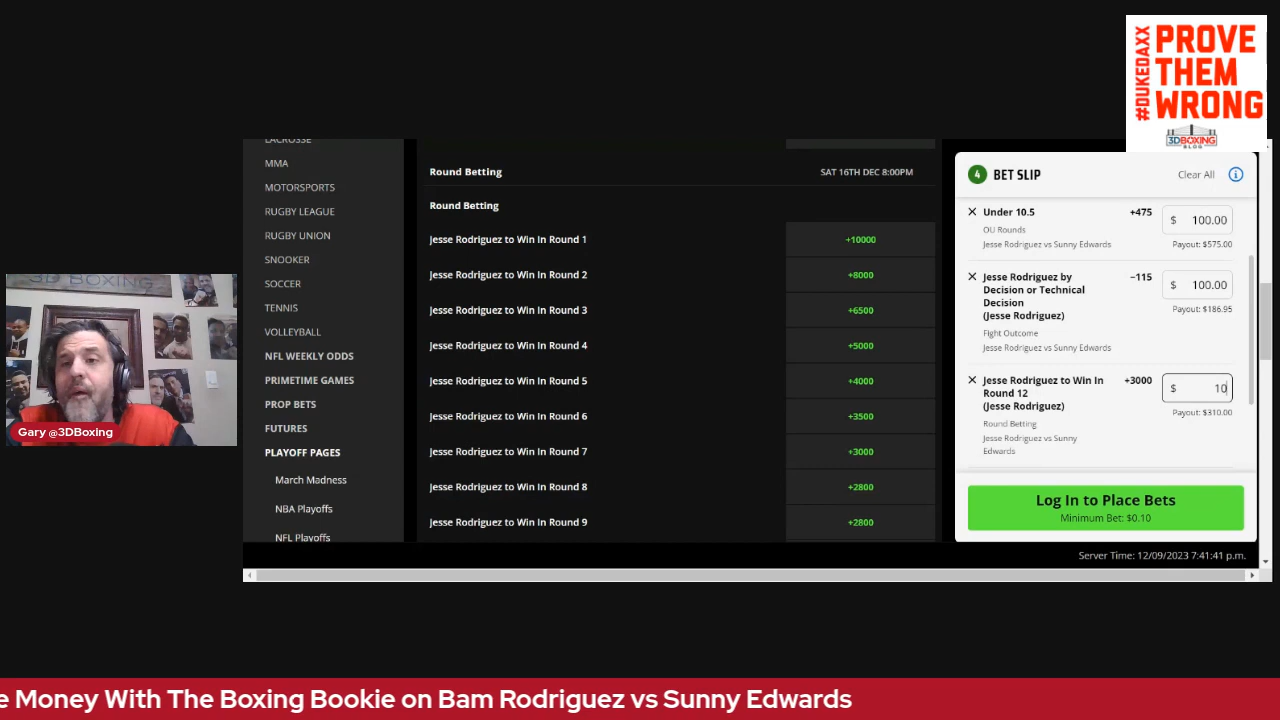 #DUKEDAXX
PROVE
THEM
WRONG
3DBOXING
BLOG
LACROSSE
MMA
MOTORSPORTS
RUGBY LEAGUE
RUGBY UNION
SNOOKER
SOCCER
TENNIS
VOLLEYBALL
NFL WEEKLY ODDS
PRIMETIME GAMES
PROP BETS
FUTURES
PLAYOFF PAGES
March Madness
NBA Playoffs
NFL Playoffs
Round Betting SAT 16TH DEC 8:00PM
Round Betting
Jesse Rodriguez to Win In Round 1 +10000
Jesse Rodriguez to Win In Round 2 +8000
Jesse Rodriguez to Win In Round 3 +6500
Jesse Rodriguez to Win In Round 4 +5000
Jesse Rodriguez to Win In Round 5 +4000
Jesse Rodriguez to Win In Round 6 +3500
Jesse Rodriguez to Win In Round 7 +3000
Jesse Rodriguez to Win In Round 8 +2800
Jesse Rodriguez to Win In Round 9 +2800
4 BET SLIP Clear All
Under 10.5 +475 $ 100.00
OU Rounds
Jesse Rodriguez vs Sunny Edwards Payout: $575.00
Jesse Rodriguez by −115 $ 100.00
Decision or Technical
Decision
(Jesse Rodriguez) Payout: $186.95
Fight Outcome
Jesse Rodriguez vs Sunny Edwards
Jesse Rodriguez to Win In +3000 $ 10
Round 12
(Jesse Rodriguez) Payout: $310.00
Round Betting
Jesse Rodriguez vs Sunny
Edwards
Log In to Place Bets
Minimum Bet: $0.10
Server Time: 12/09/2023 7:41:41 p.m.
3D BOXING
Gary @3DBoxing
e Money With The Boxing Bookie on Bam Rodriguez vs Sunny Edwards